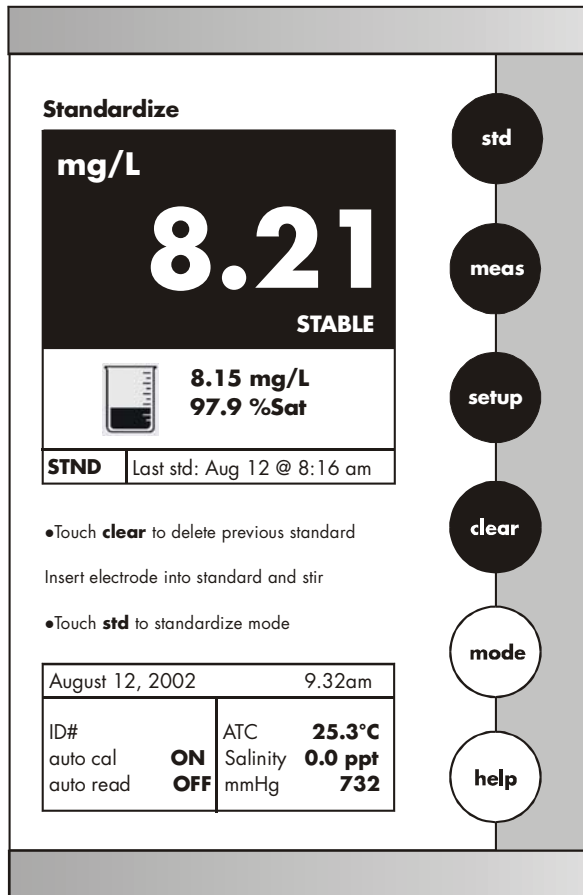 Standardize
mg/L
8.21
STABLE
8.15 mg/L
97.9 %Sat
STND Last std: Aug 12 @ 8:16 am
●Touch clear to delete previous standard
Insert electrode into standard and stir
●Touch std to standardize mode
August 12, 2002 9.32am
ID#
auto cal ON
auto read OFF
ATC 25.3°C
Salinity 0.0 ppt
mmHg 732
std
meas
setup
clear
mode
help